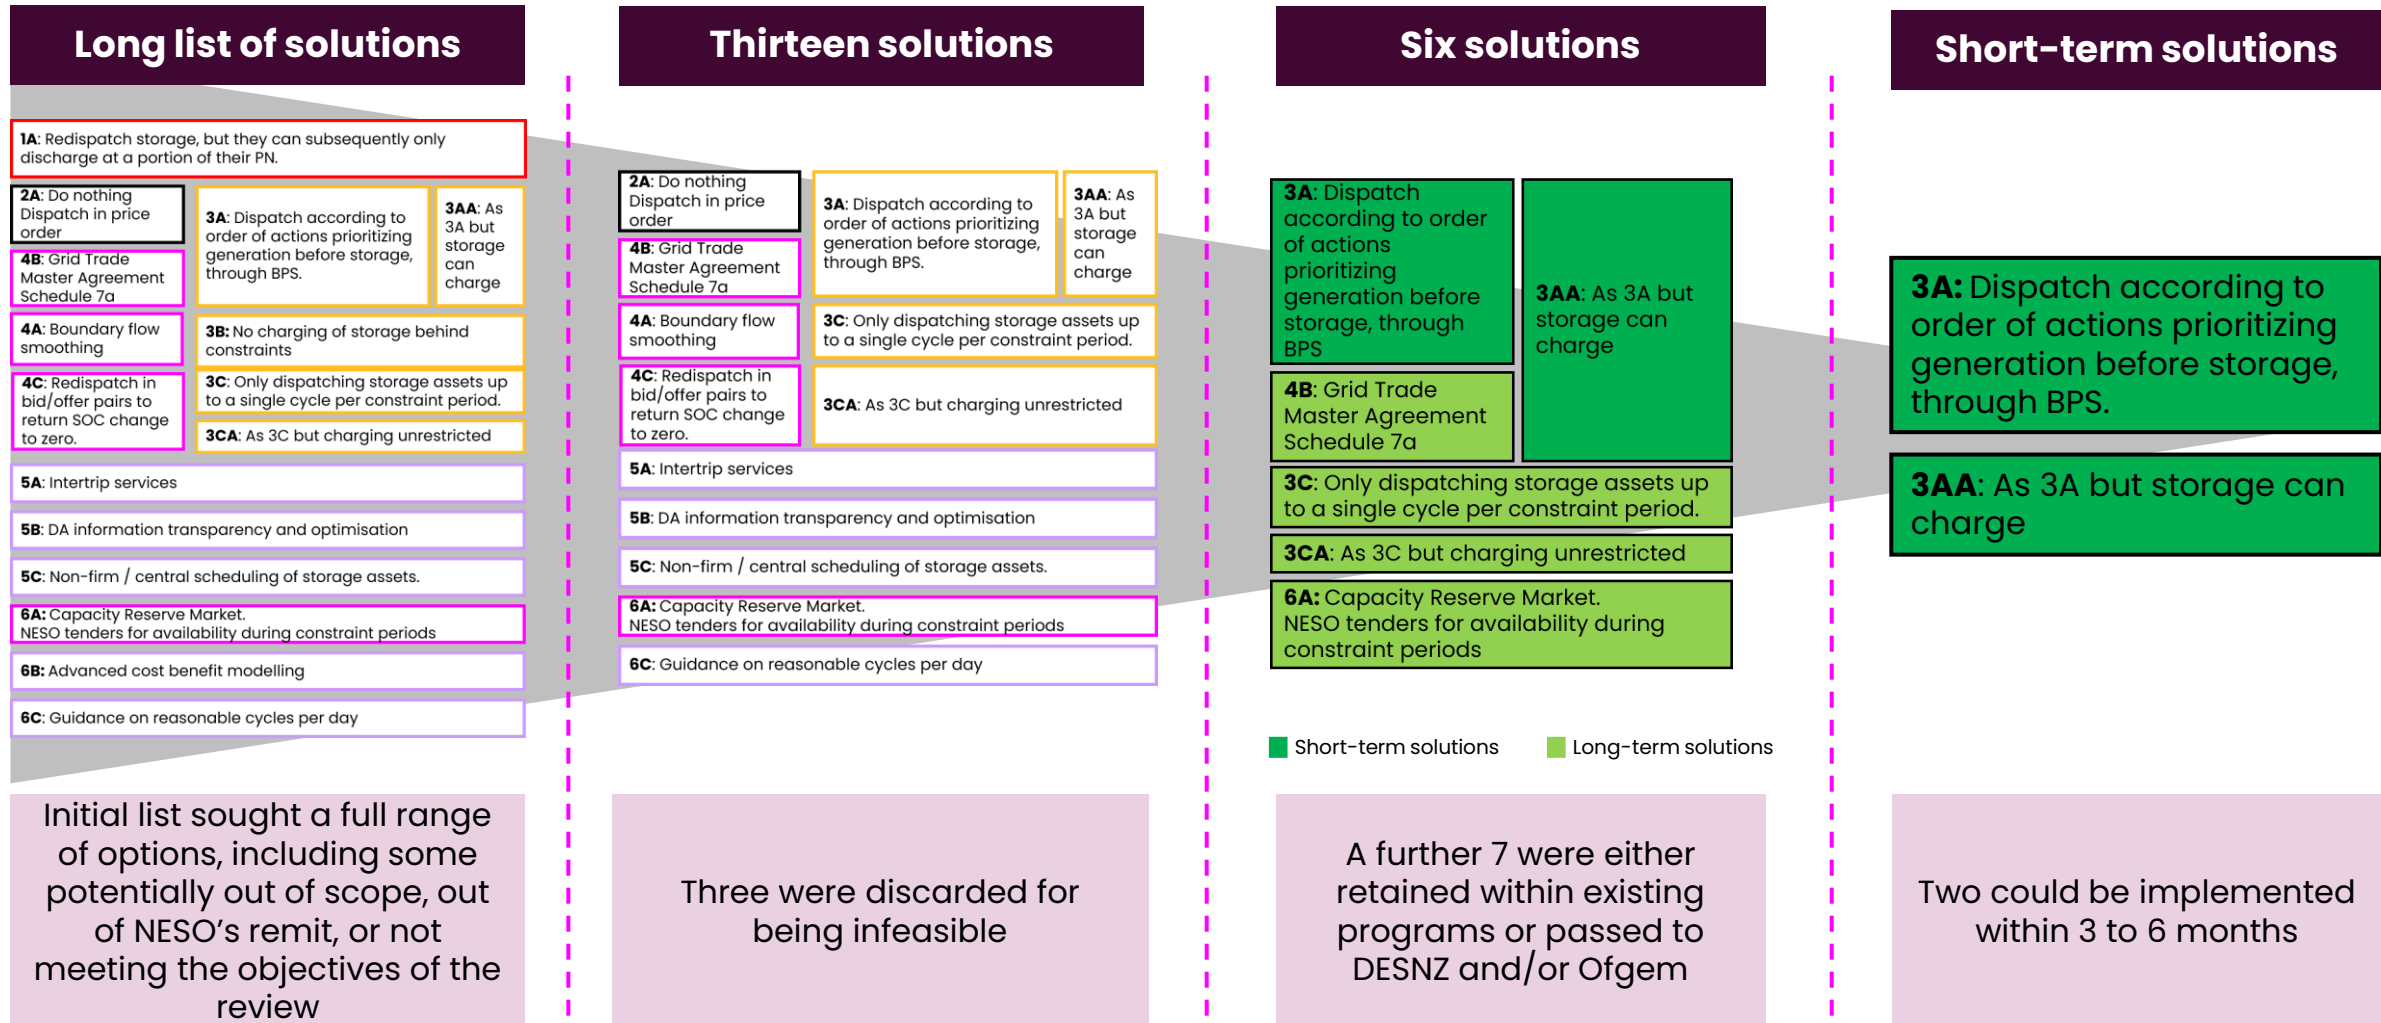 Long list of solutions
1A: Redispatch storage, but they can subsequently only
discharge at a portion of their PN.
2A: Do nothing
Dispatch in price
order
3A: Dispatch according to
order of actions prioritizing
generation before storage,
through BPS.
3AA: As
3A but
storage
can
charge
4B: Grid Trade
Master Agreement
Schedule 7a
4A: Boundary flow
smoothing
3B: No charging of storage behind
constraints
4C: Redispatch in
bid/offer pairs to
return SOC change
to zero.
3C: Only dispatching storage assets up
to a single cycle per constraint period.
3CA: As 3C but charging unrestricted
5A: Intertrip services
5B: DA information transparency and optimisation
5C: Non-firm / central scheduling of storage assets.
6A: Capacity Reserve Market.
NESO tenders for availability during constraint periods
6B: Advanced cost benefit modelling
6C: Guidance on reasonable cycles per day
Initial list sought a full range
of options, including some
potentially out of scope, out
of NESO’s remit, or not
meeting the objectives of the
review
Thirteen solutions
2A: Do nothing
Dispatch in price
order
3A: Dispatch according to
order of actions prioritizing
generation before storage,
through BPS.
3AA: As
3A but
storage
can
charge
4B: Grid Trade
Master Agreement
Schedule 7a
4A: Boundary flow
smoothing
3C: Only dispatching storage assets up
to a single cycle per constraint period.
4C: Redispatch in
bid/offer pairs to
return SOC change
to zero.
3CA: As 3C but charging unrestricted
5A: Intertrip services
5B: DA information transparency and optimisation
5C: Non-firm / central scheduling of storage assets.
6A: Capacity Reserve Market.
NESO tenders for availability during constraint periods
6C: Guidance on reasonable cycles per day
Three were discarded for
being infeasible
Six solutions
3A: Dispatch
according to order
of actions
prioritizing
generation before
storage, through
BPS
3AA: As 3A but
storage can
charge
4B: Grid Trade
Master Agreement
Schedule 7a
3C: Only dispatching storage assets up
to a single cycle per constraint period.
3CA: As 3C but charging unrestricted
6A: Capacity Reserve Market.
NESO tenders for availability during
constraint periods
Short-term solutions
Long-term solutions
A further 7 were either
retained within existing
programs or passed to
DESNZ and/or Ofgem
Short-term solutions
3A: Dispatch according to
order of actions prioritizing
generation before storage,
through BPS.
3AA: As 3A but storage can
charge
Two could be implemented
within 3 to 6 months